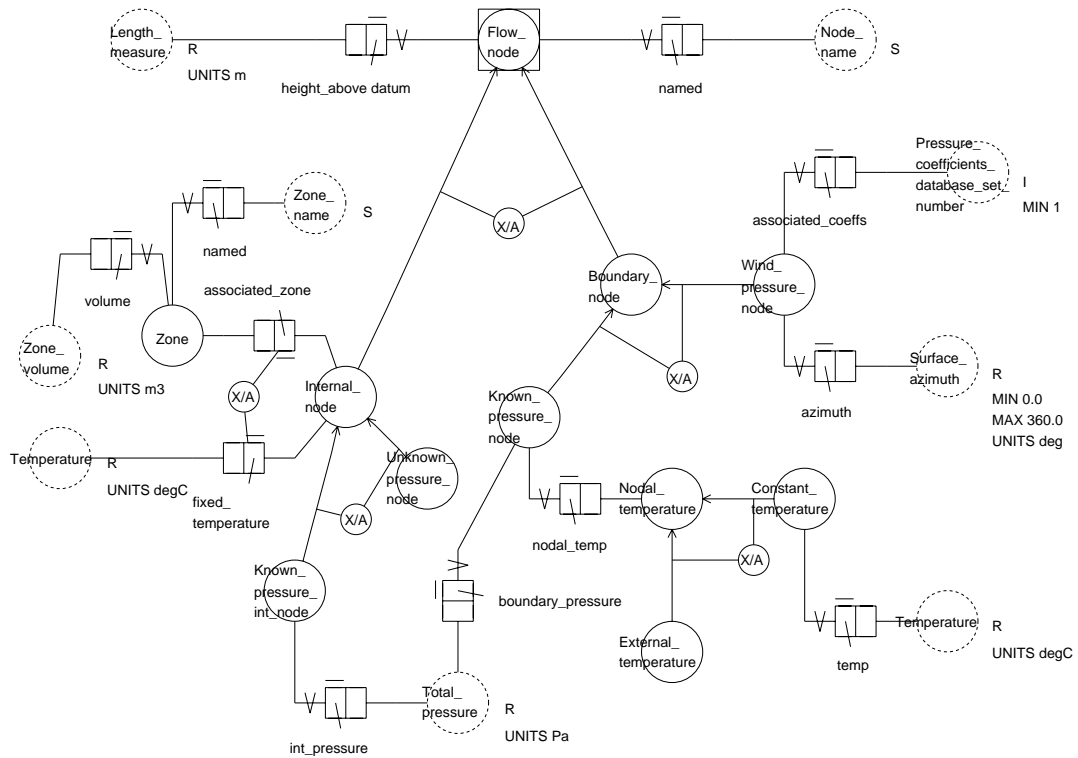 Length_
measure
R
UNITS m
height_above datum
Flow_
node
named
Node_
name
S
Pressure_
coefficients_
database_set_
number
I
MIN 1
associated_coeffs
Zone_
name
S
named
X/A
volume
associated_zone
Boundary_
node
Wind_
pressure_
node
Zone_
volume
R
UNITS m3
Zone
X/A
Internal_
node
Known_
pressure_
node
X/A
azimuth
Surface_
azimuth
R
MIN 0.0
MAX 360.0
UNITS deg
Temperature
R
UNITS degC
fixed_
temperature
Unknown_
pressure_
node
X/A
Nodal_
temperature
Constant_
temperature
nodal_temp
X/A
Known_
pressure_
int_node
boundary_pressure
External_
temperature
temp
Temperature
R
UNITS degC
int_pressure
Total_
pressure
R
UNITS Pa